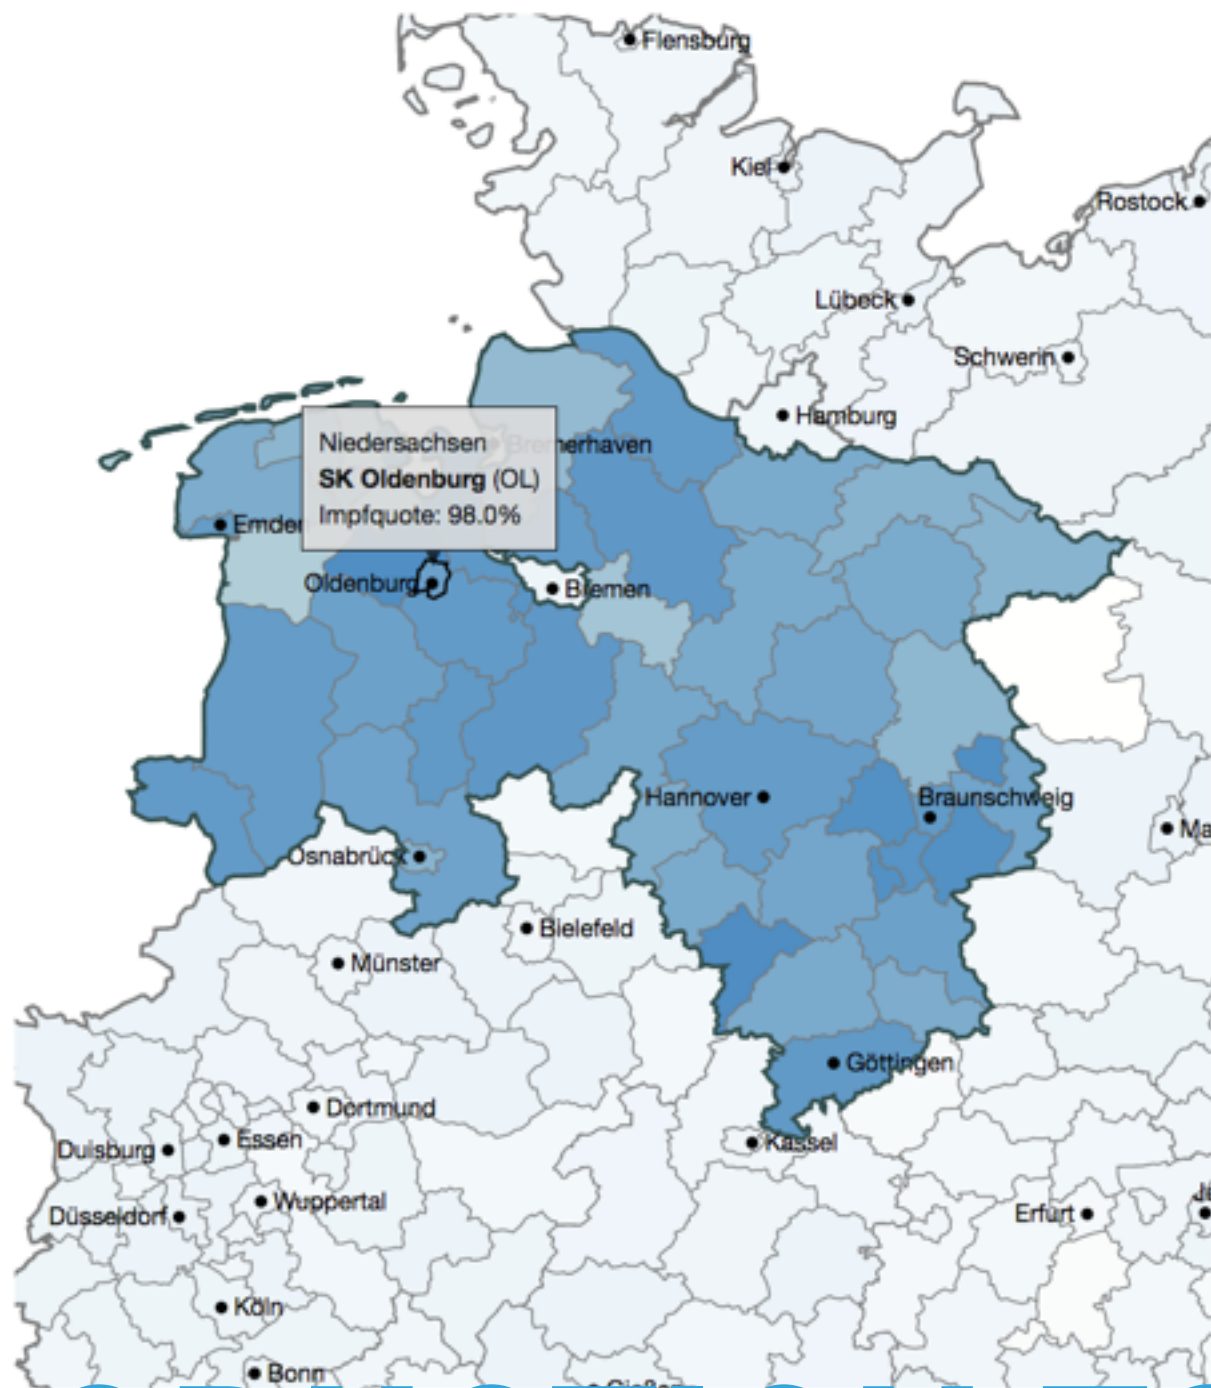 Flensburg
Kiel
Rostock
Lübeck
Schwerin
Hamburg
Niedersachsen
Bremerhaven
SK Oldenburg (OL)
Impfquote: 98.0%
Emden
Oldenburg
Bremen
Hannover
Braunschweig
Ma
Osnabrück
Bielefeld
Münster
Göttingen
Dortmund
Essen
Duisburg
Kassel
Wuppertal
Düsseldorf
Erfurt
Köln
Bonn